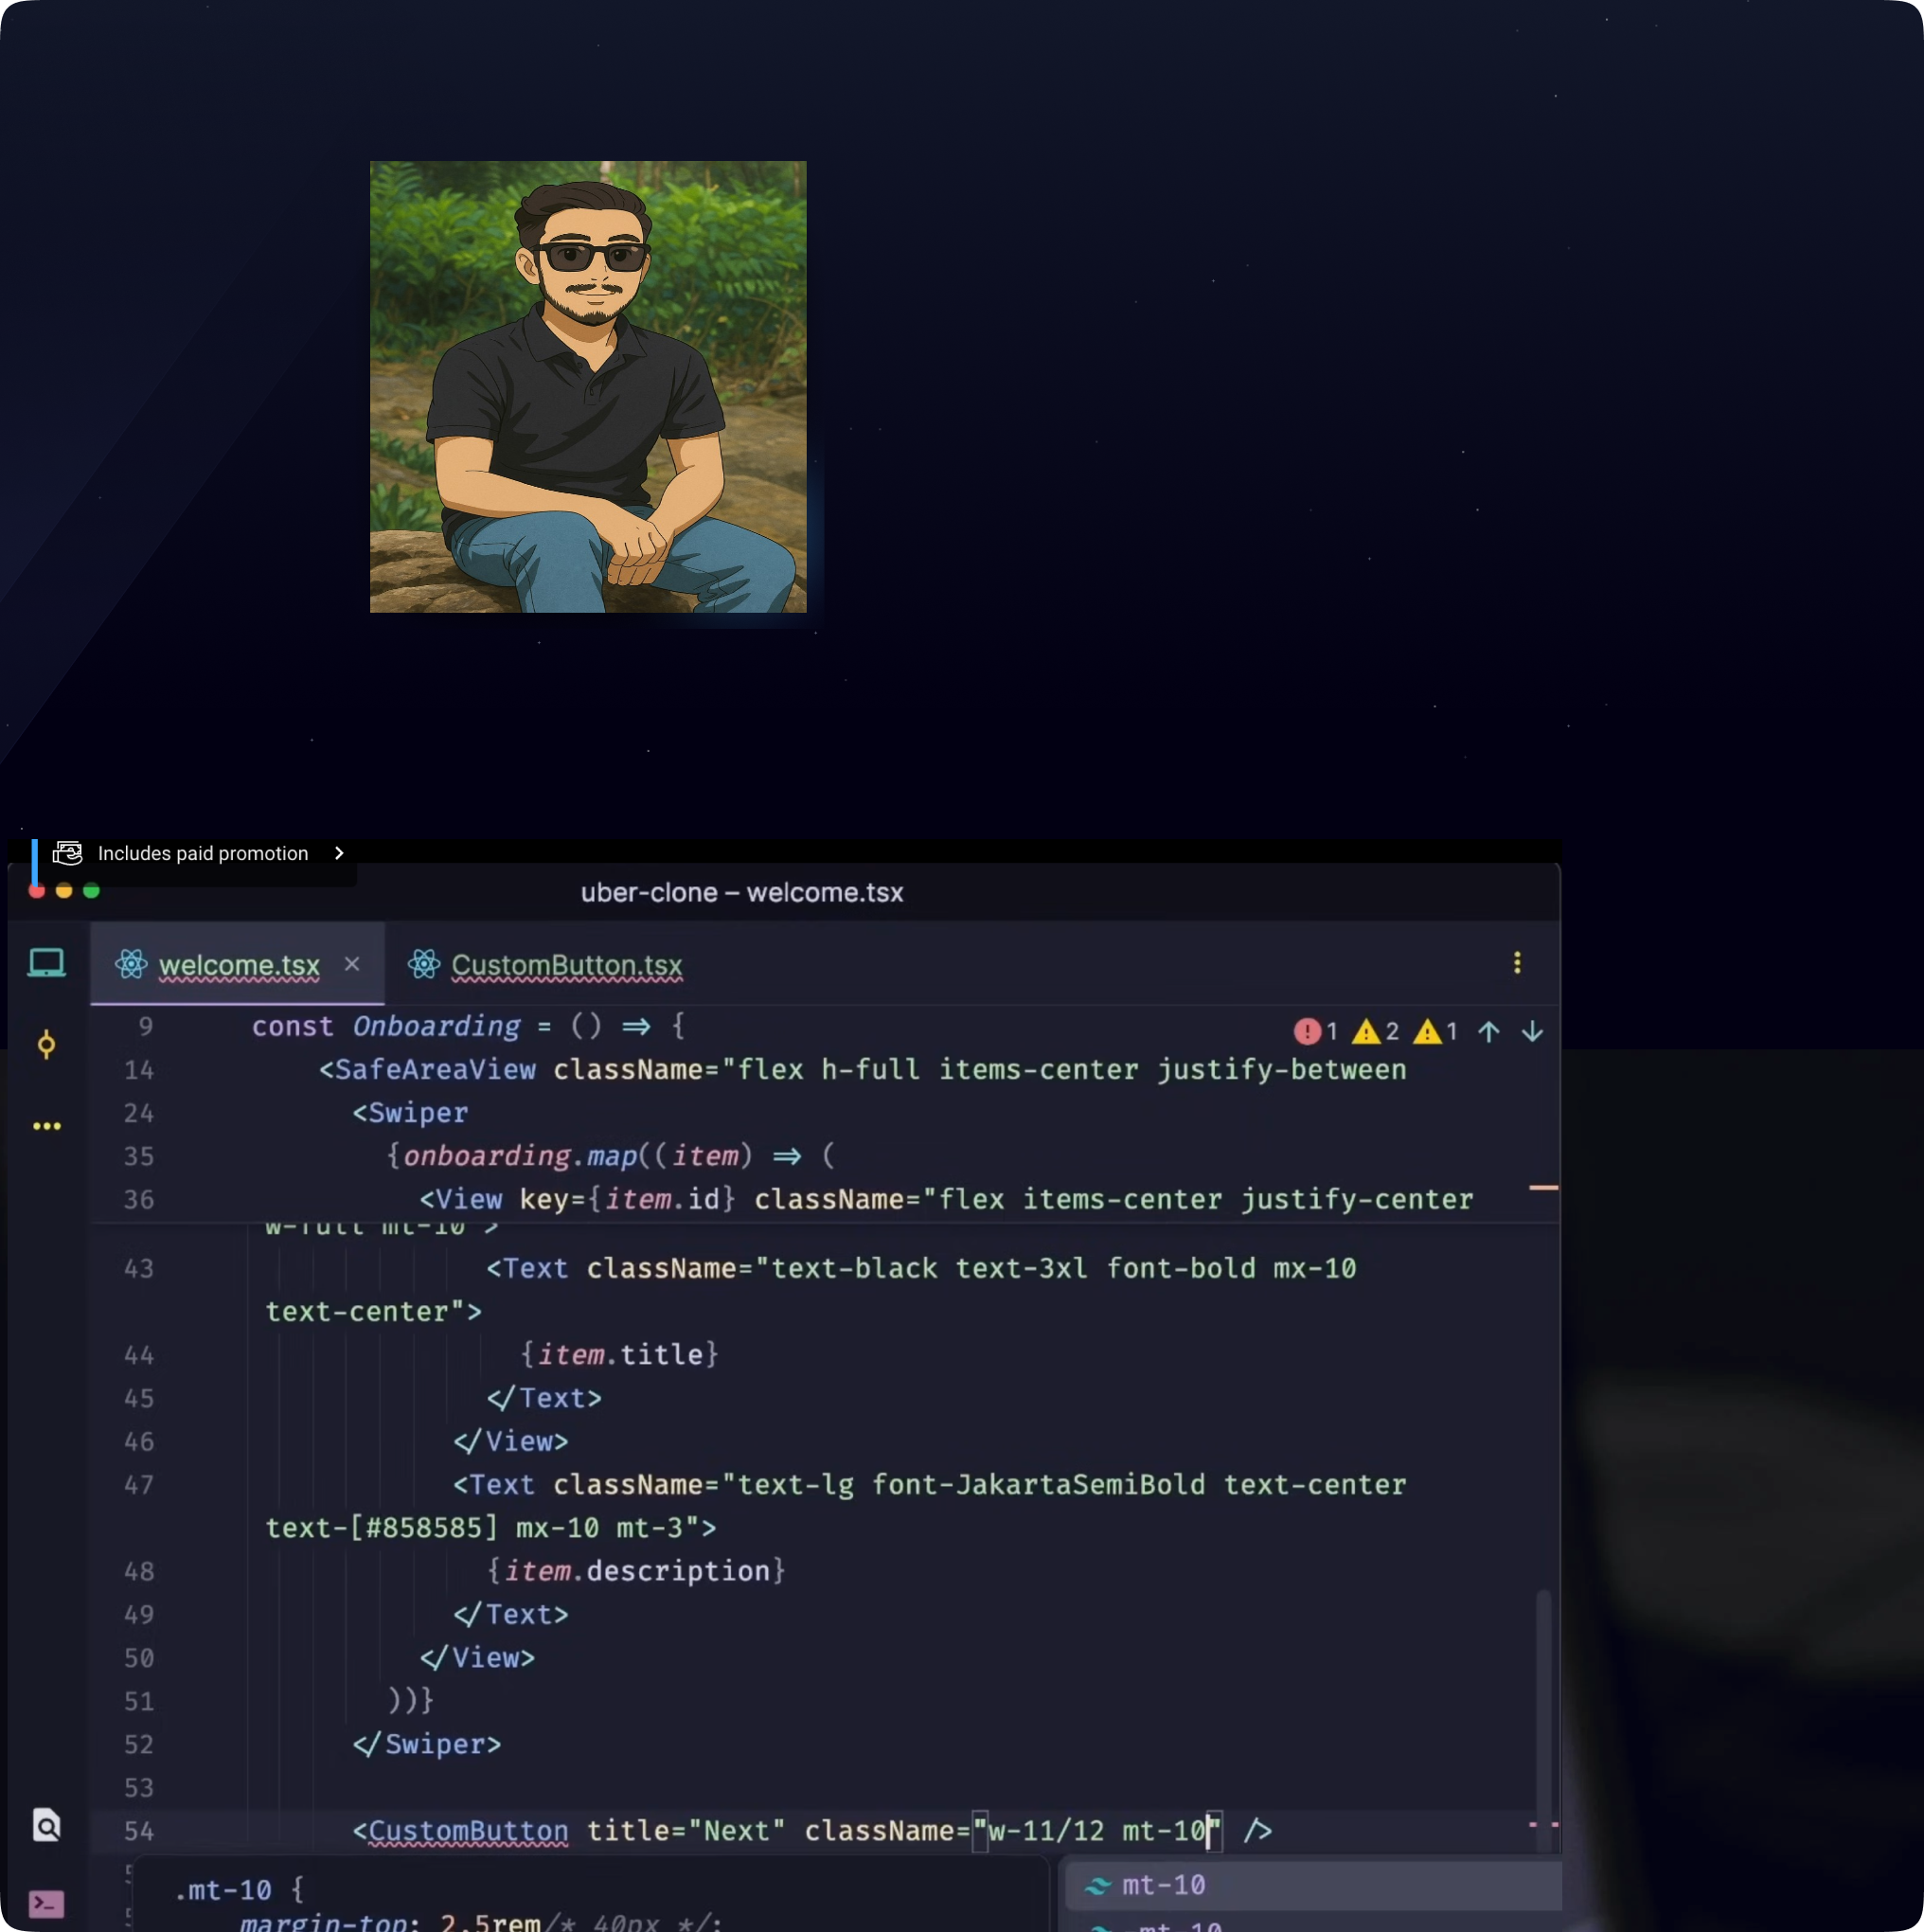 Includes paid promotion
uber-clone – welcome.tsx
welcome.tsx
CustomButton.tsx
9 const Onboarding = () => {
1 2 1
14 <SafeAreaView className="flex h-full items-center justify-between
24 <Swiper
35 {onboarding.map((item) => (
36 <View key={item.id} className="flex items-center justify-center
w-full mt-10">
43 <Text className="text-black text-3xl font-bold mx-10
text-center">
44 {item.title}
45 </Text>
46 </View>
47 <Text className="text-lg font-JakartaSemiBold text-center
text-[#858585] mx-10 mt-3">
48 {item.description}
49 </Text>
50 </View>
51 ))}
52 </Swiper>
53
54 <CustomButton title="Next" className="w-11/12 mt-10" />
.mt-10 {
margin-top: 2.5rem/* 40px */;
mt-10
-mt-10